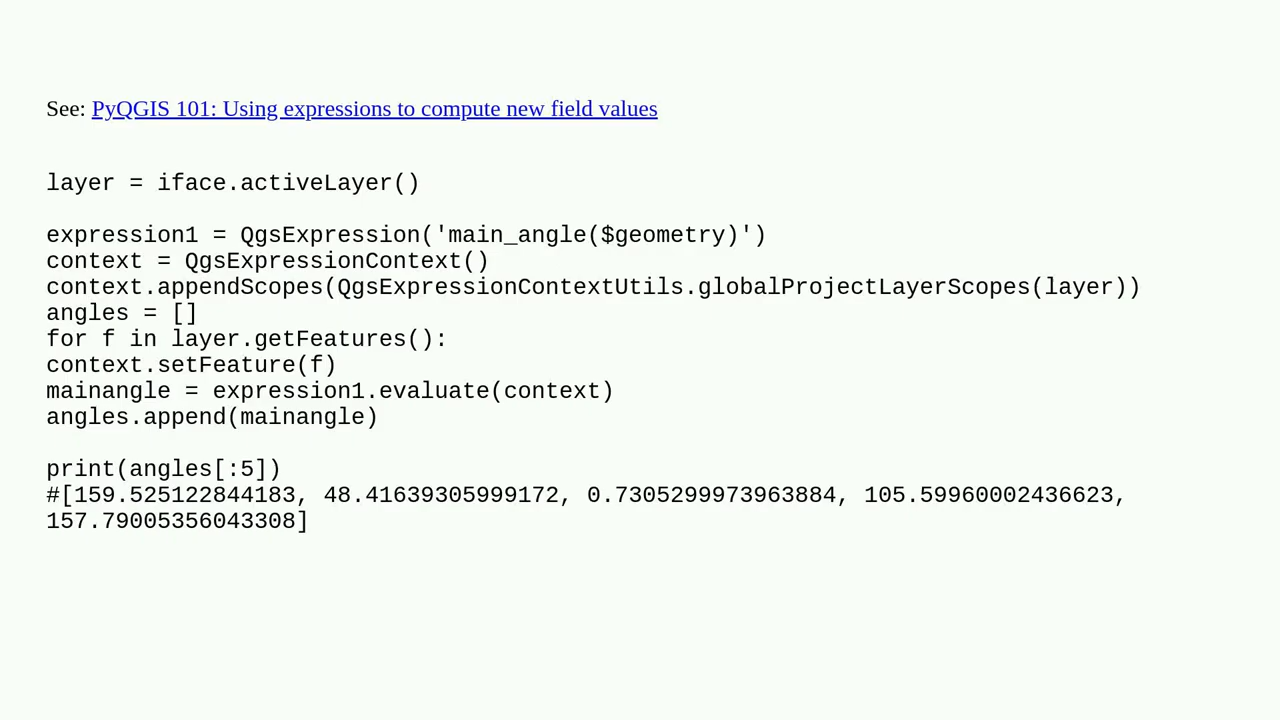 See: PyQGIS 101: Using expressions to compute new field values
layer = iface.activeLayer()
expression1 = QgsExpression('main_angle($geometry)')
context = QgsExpressionContext()
context.appendScopes(QgsExpressionContextUtils.globalProjectLayerScopes(layer))
angles = []
for f in layer.getFeatures():
context.setFeature(f)
mainangle = expression1.evaluate(context)
angles.append(mainangle)
print(angles[:5])
#[159.525122844183, 48.41639305999172, 0.7305299973963884, 105.59960002436623,
157.79005356043308]